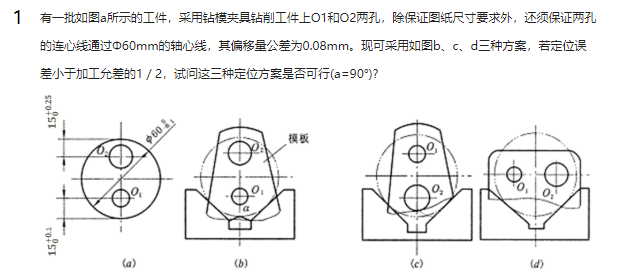 1 有一批如图a所示的工件，采用钻模夹具钻削工件上O1和O2两孔，除保证图纸尺寸要求外，还须保证两孔
的连心线通过Φ60mm的轴心线，其偏移量公差为0.08mm。现可采用如图b、c、d三种方案，若定位误
差小于加工允差的1 / 2，试问这三种定位方案是否可行(a=90°)?
15 +0.25 0
φ60 0 -0.1
O₂
O₁
15 +0.1 0
(a)
O₂
模板
O₁
α
(b)
O₁
O₂
(c)
O₁
O₂
(d)